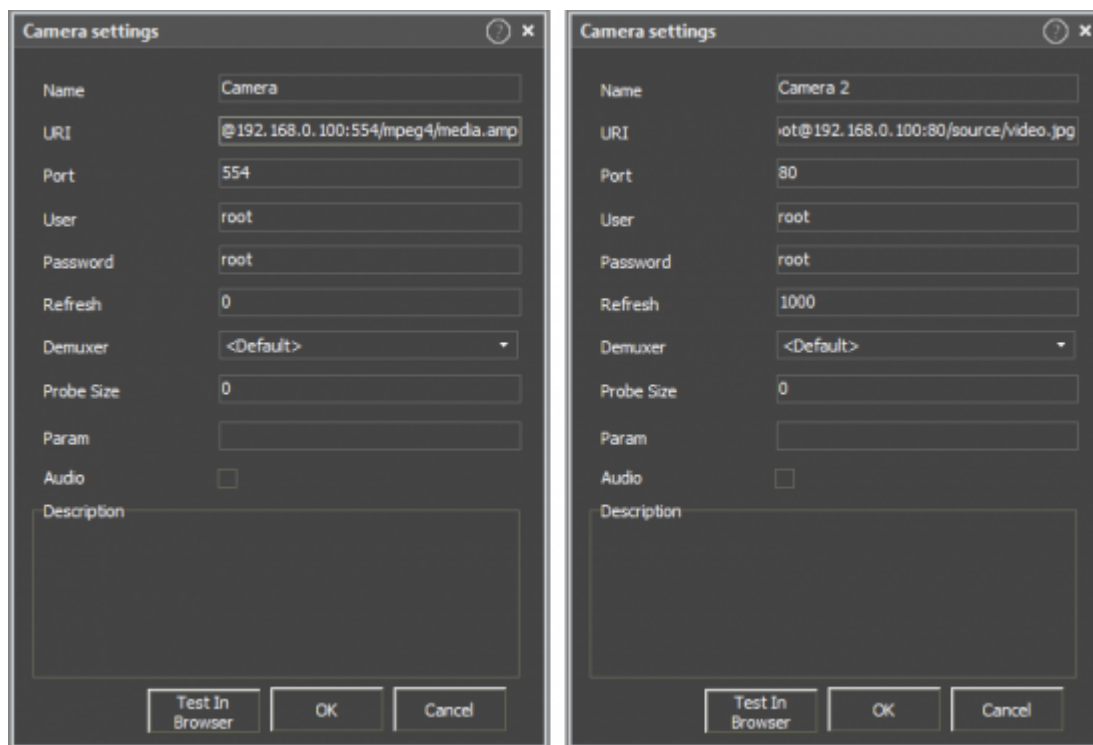 Camera settings ? ×
Name Camera
URI @192.168.0.100:554/mpeg4/media.amp
Port 554
User root
Password root
Refresh 0
Demuxer <Default>
Probe Size 0
Param
Audio
Description
Test In Browser OK Cancel
Camera settings ? ×
Name Camera 2
URI ot@192.168.0.100:80/source/video.jpg
Port 80
User root
Password root
Refresh 1000
Demuxer <Default>
Probe Size 0
Param
Audio
Description
Test In Browser OK Cancel